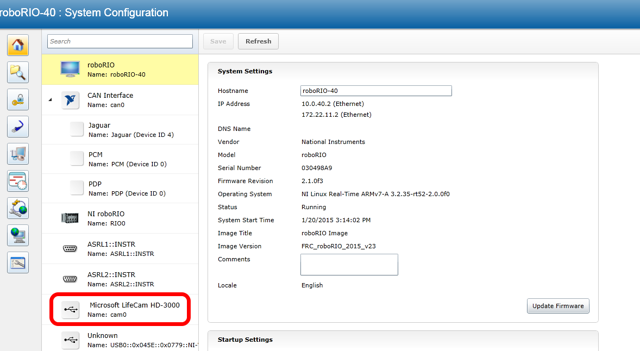 roboRIO-40 : System Configuration
Search
Save
Refresh
roboRIO
Name: roboRIO-40
CAN Interface
Name: can0
Jaguar
Name: Jaguar (Device ID 4)
PCM
Name: PCM (Device ID 0)
PDP
Name: PDP (Device ID 0)
NI roboRIO
Name: RIO0
ASRL1::INSTR
Name: ASRL1::INSTR
ASRL2::INSTR
Name: ASRL2::INSTR
Microsoft LifeCam HD-3000
Name: cam0
Unknown
Name: USB0::0x045E::0x0779::NI-
System Settings
Hostname roboRIO-40
IP Address 10.0.40.2 (Ethernet)
172.22.11.2 (Ethernet)
DNS Name
Vendor National Instruments
Model roboRIO
Serial Number 030498A9
Firmware Revision 2.1.0f3
Operating System NI Linux Real-Time ARMv7-A 3.2.35-rt52-2.0.0f0
Status Running
System Start Time 1/20/2015 3:14:02 PM
Image Title roboRIO Image
Image Version FRC_roboRIO_2015_v23
Comments
Locale English
Update Firmware
Startup Settings